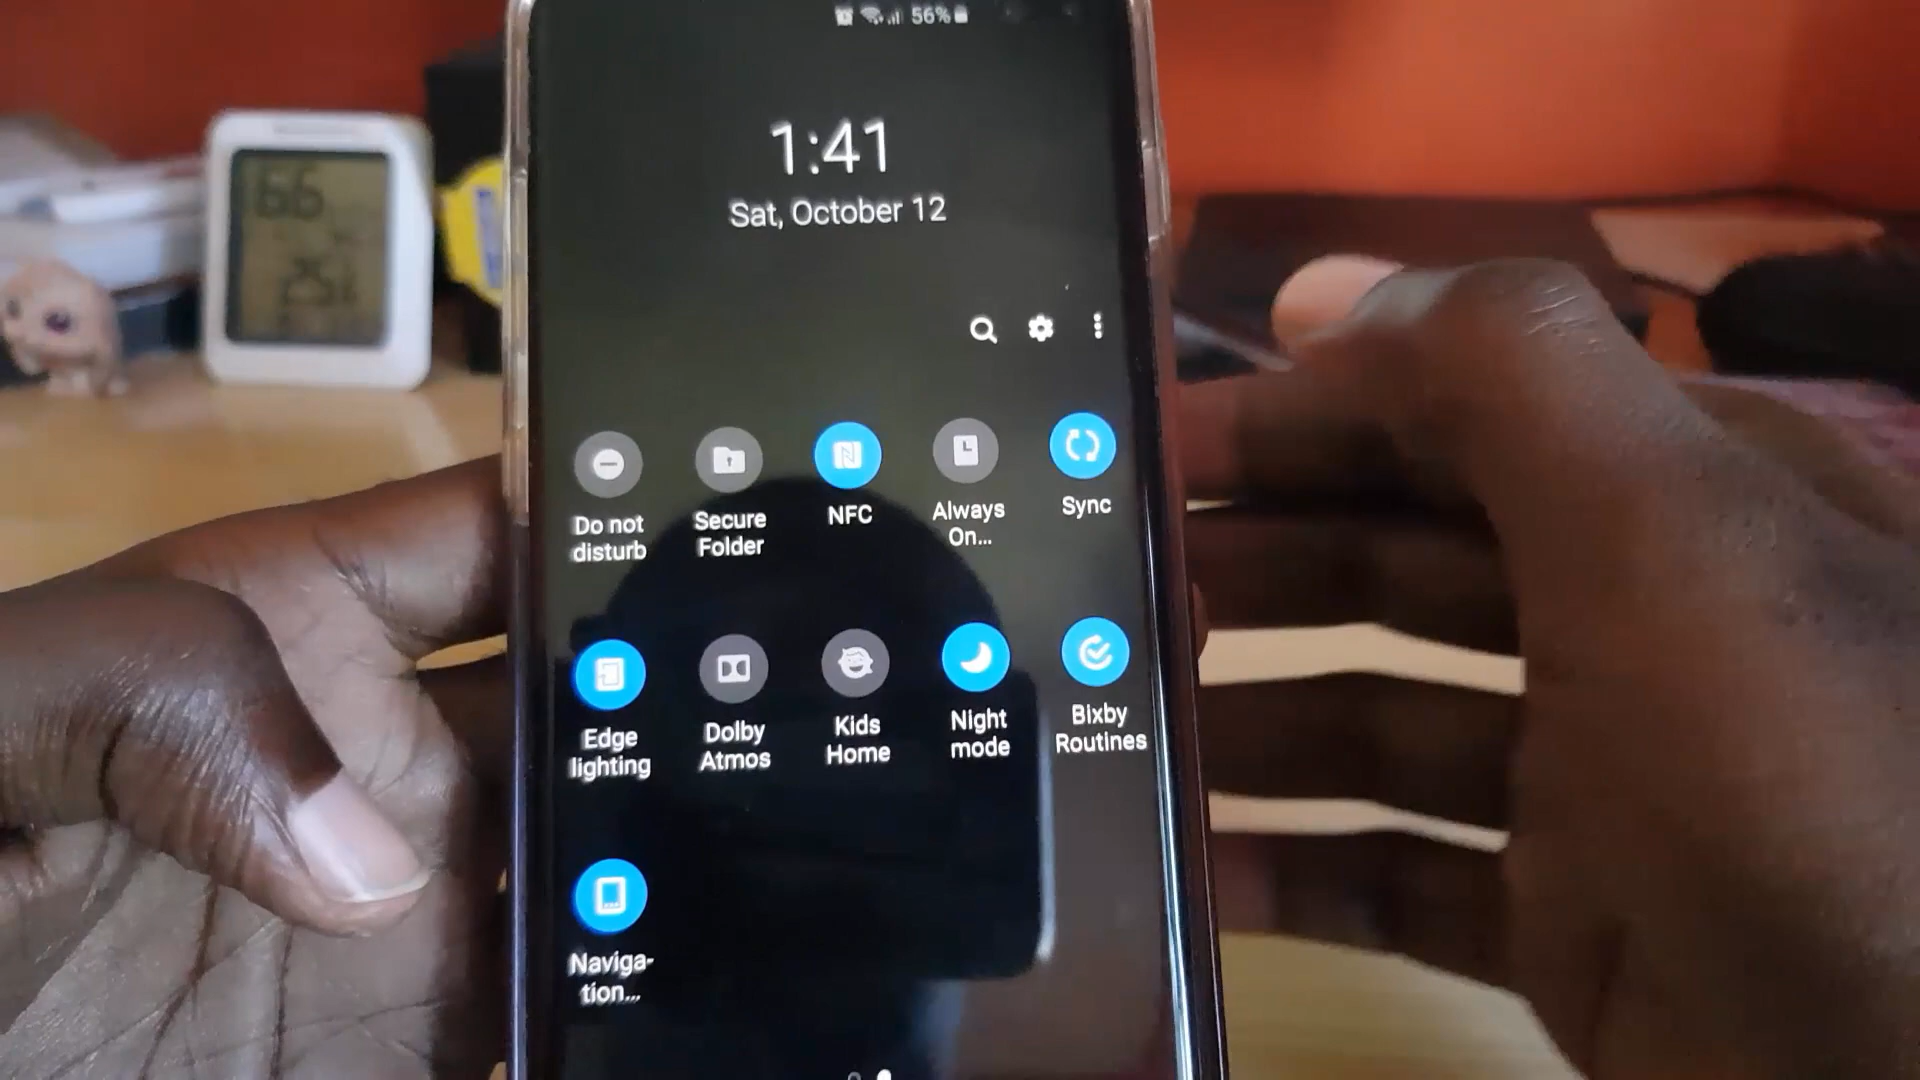 56%
1:41
Sat, October 12
Do not
disturb
Secure
Folder
NFC
Always
On...
Sync
Edge
lighting
Dolby
Atmos
Kids
Home
Night
mode
Bixby
Routines
Naviga-
tion...
66